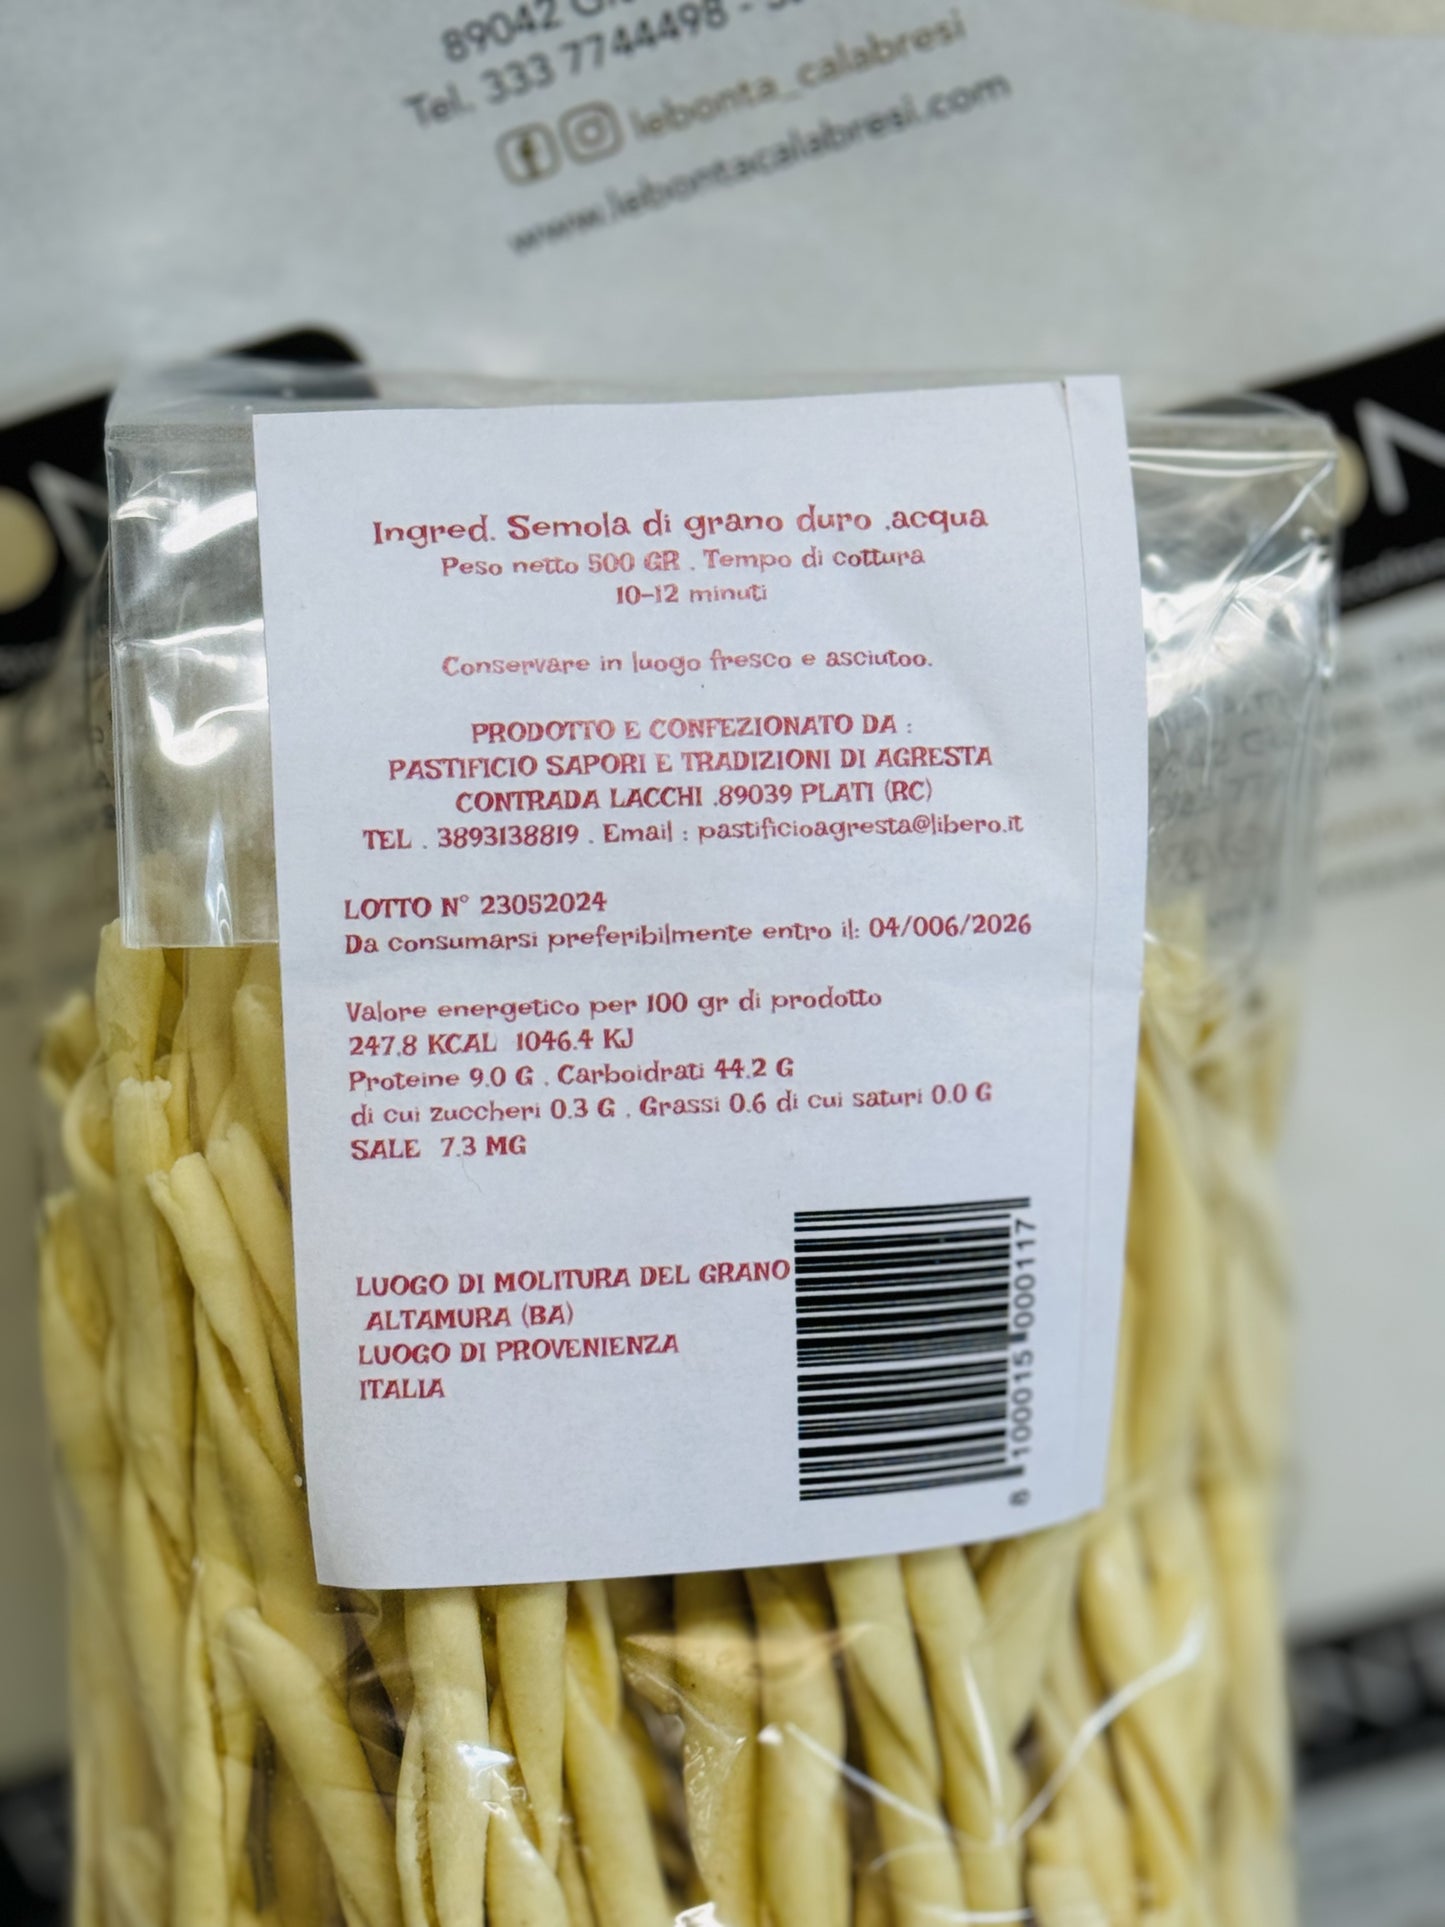 89042
Tel. 333 7744498 -
lebonta_calabresi
www.lebontacalabresi.com
Ingred. Semola di grano duro ,acqua
Peso netto 500 GR . Tempo di cottura
10-12 minuti
Conservare in luogo fresco e asciutoo.
PRODOTTO E CONFEZIONATO DA :
PASTIFICIO SAPORI E TRADIZIONI DI AGRESTA
CONTRADA LACCHI .89039 PLATI (RC)
TEL . 3893138819 . Email : pastificioagresta@libero.it
LOTTO N° 23052024
Da consumarsi preferibilmente entro il: 04/006/2026
Valore energetico per 100 gr di prodotto
247.8 KCAL 1046.4 KJ
Proteine 9.0 G . Carboidrati 44.2 G
di cui zuccheri 0.3 G . Grassi 0.6 di cui saturi 0.0 G
SALE 7.3 MG
LUOGO DI MOLITURA DEL GRANO
ALTAMURA (BA)
LUOGO DI PROVENIENZA
ITALIA
8 100015 000117